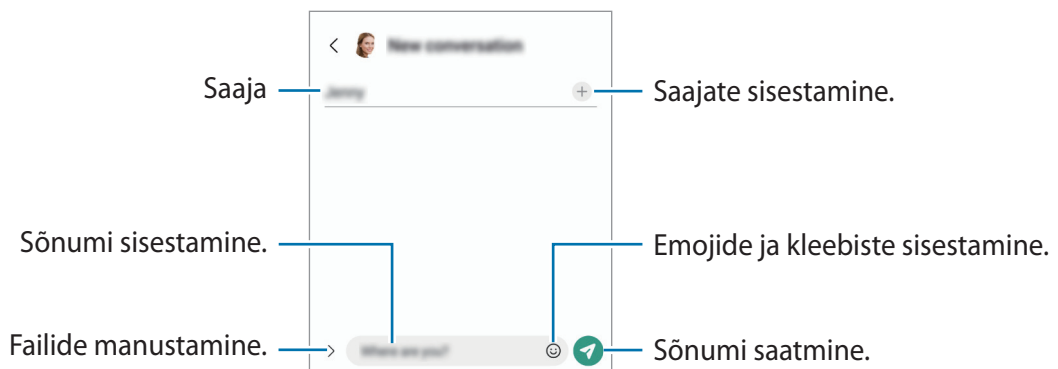 New conversation
Saaja
Jenny
Saajate sisestamine.
Sõnumi sisestamine.
Emojide ja kleebiste sisestamine.
Failide manustamine.
Where are you?
Sõnumi saatmine.